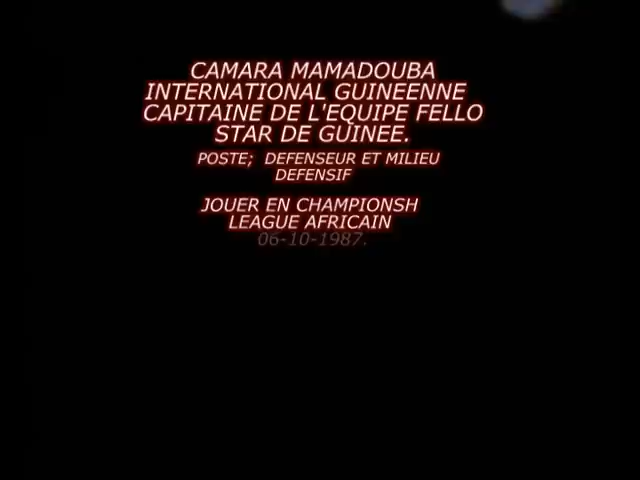 CAMARA MAMADOUBA
INTERNATIONAL GUINEENNE
CAPITAINE DE L'EQUIPE FELLO
STAR DE GUINEE.
POSTE; DEFENSEUR ET MILIEU
DEFENSIF
JOUER EN CHAMPIONSH
LEAGUE AFRICAIN
06-10-1987.